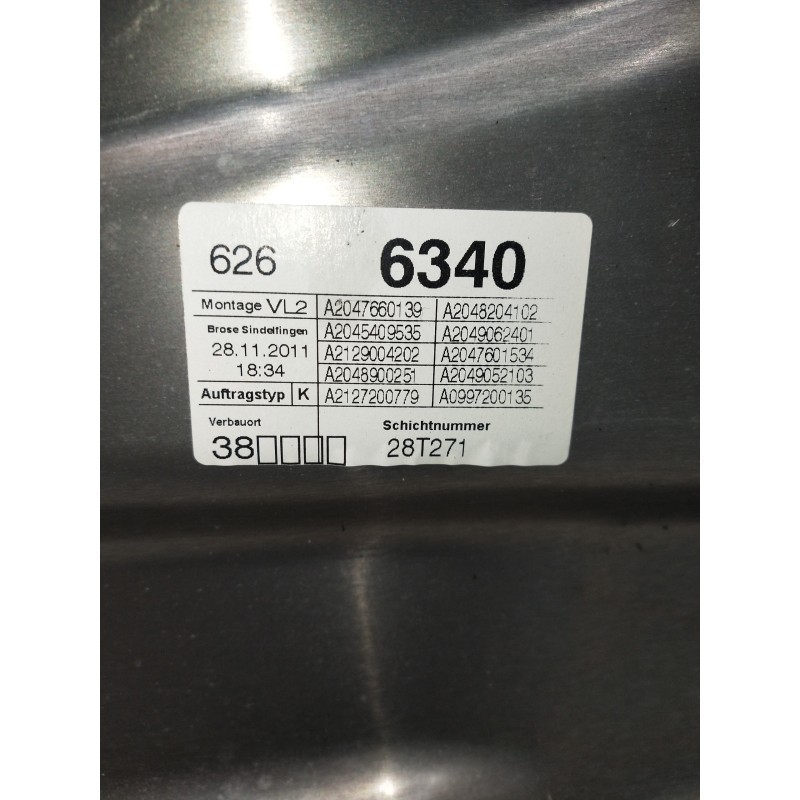 626 6340
Montage VL2 A2047660139 A2048204102
Brose Sindelfingen A2045409535 A2049062401
28.11.2011 A2129004202 A2047601534
18:34 A2048900251 A2049052103
Auftragstyp K A2127200779 A0997200135
Verbauort Schichtnummer
38 28T271